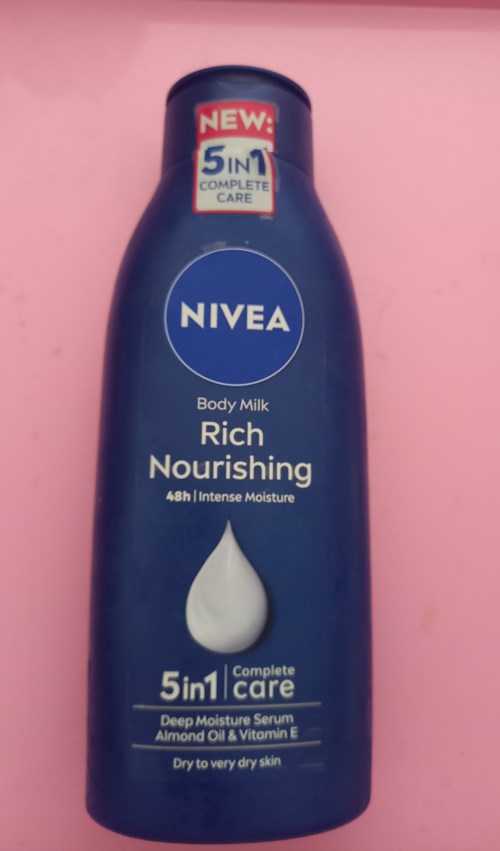 NEW:
5IN1
COMPLETE
CARE
NIVEA
Body Milk
Rich
Nourishing
48h | Intense Moisture
5in1 | Complete
care
Deep Moisture Serum
Almond Oil & Vitamin E
Dry to very dry skin